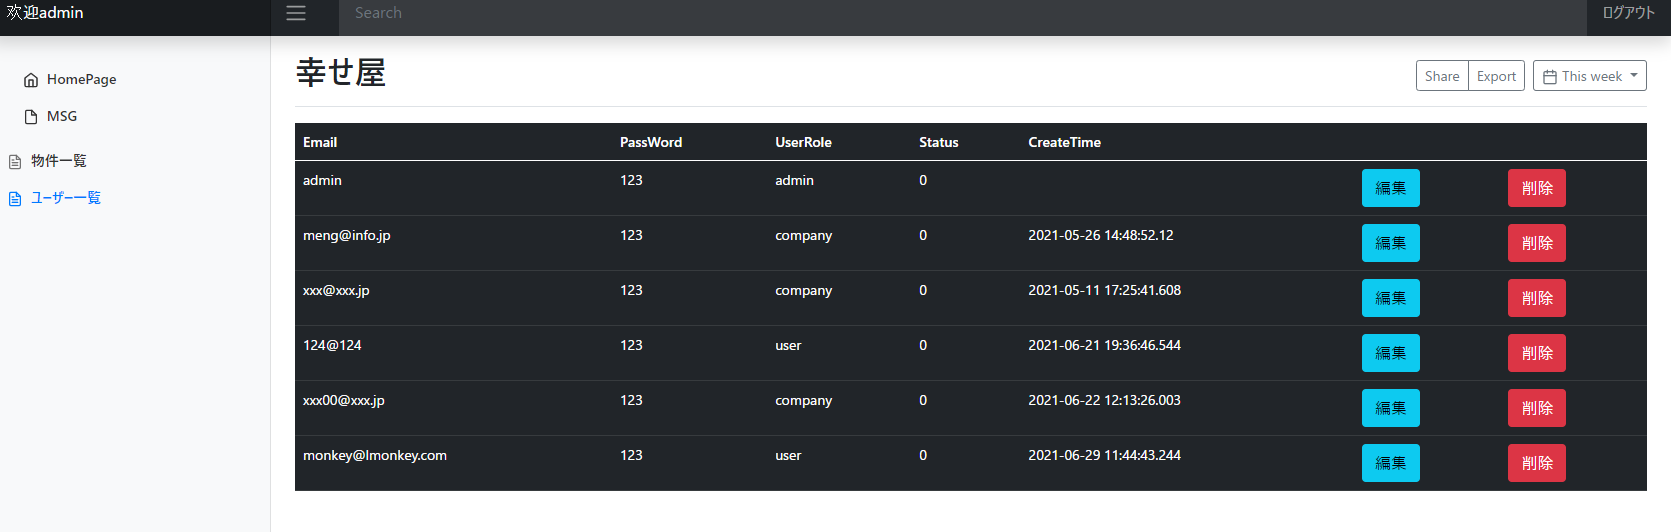 欢迎admin
Search
ログアウト
HomePage
MSG
物件一覧
ユーザー一覧
幸せ屋
Share Export This week
Email PassWord UserRole Status CreateTime
admin 123 admin 0 編集 削除
meng@info.jp 123 company 0 2021-05-26 14:48:52.12 編集 削除
xxx@xxx.jp 123 company 0 2021-05-11 17:25:41.608 編集 削除
124@124 123 user 0 2021-06-21 19:36:46.544 編集 削除
xxx00@xxx.jp 123 company 0 2021-06-22 12:13:26.003 編集 削除
monkey@lmonkey.com 123 user 0 2021-06-29 11:44:43.244 編集 削除